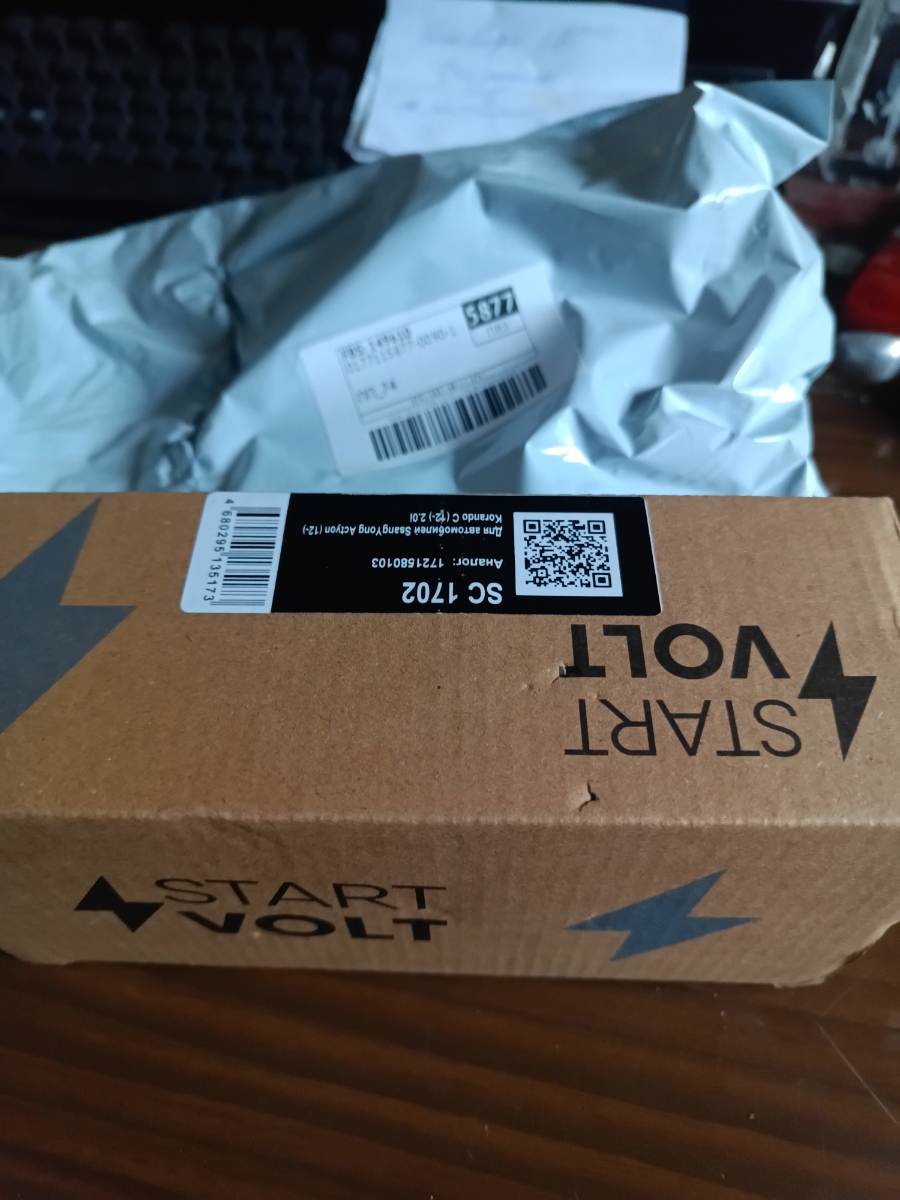 5877
4 680295 135173
SC 1702
Аналог: 1721580103
Для автомобилей SsangYong Actyon (12-)
Korando C (12-) 2.0i
START
VOLT
START
VOLT